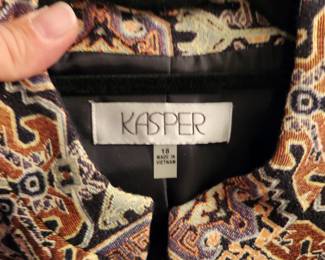 KASPER
18
MADE IN
VIETNAM